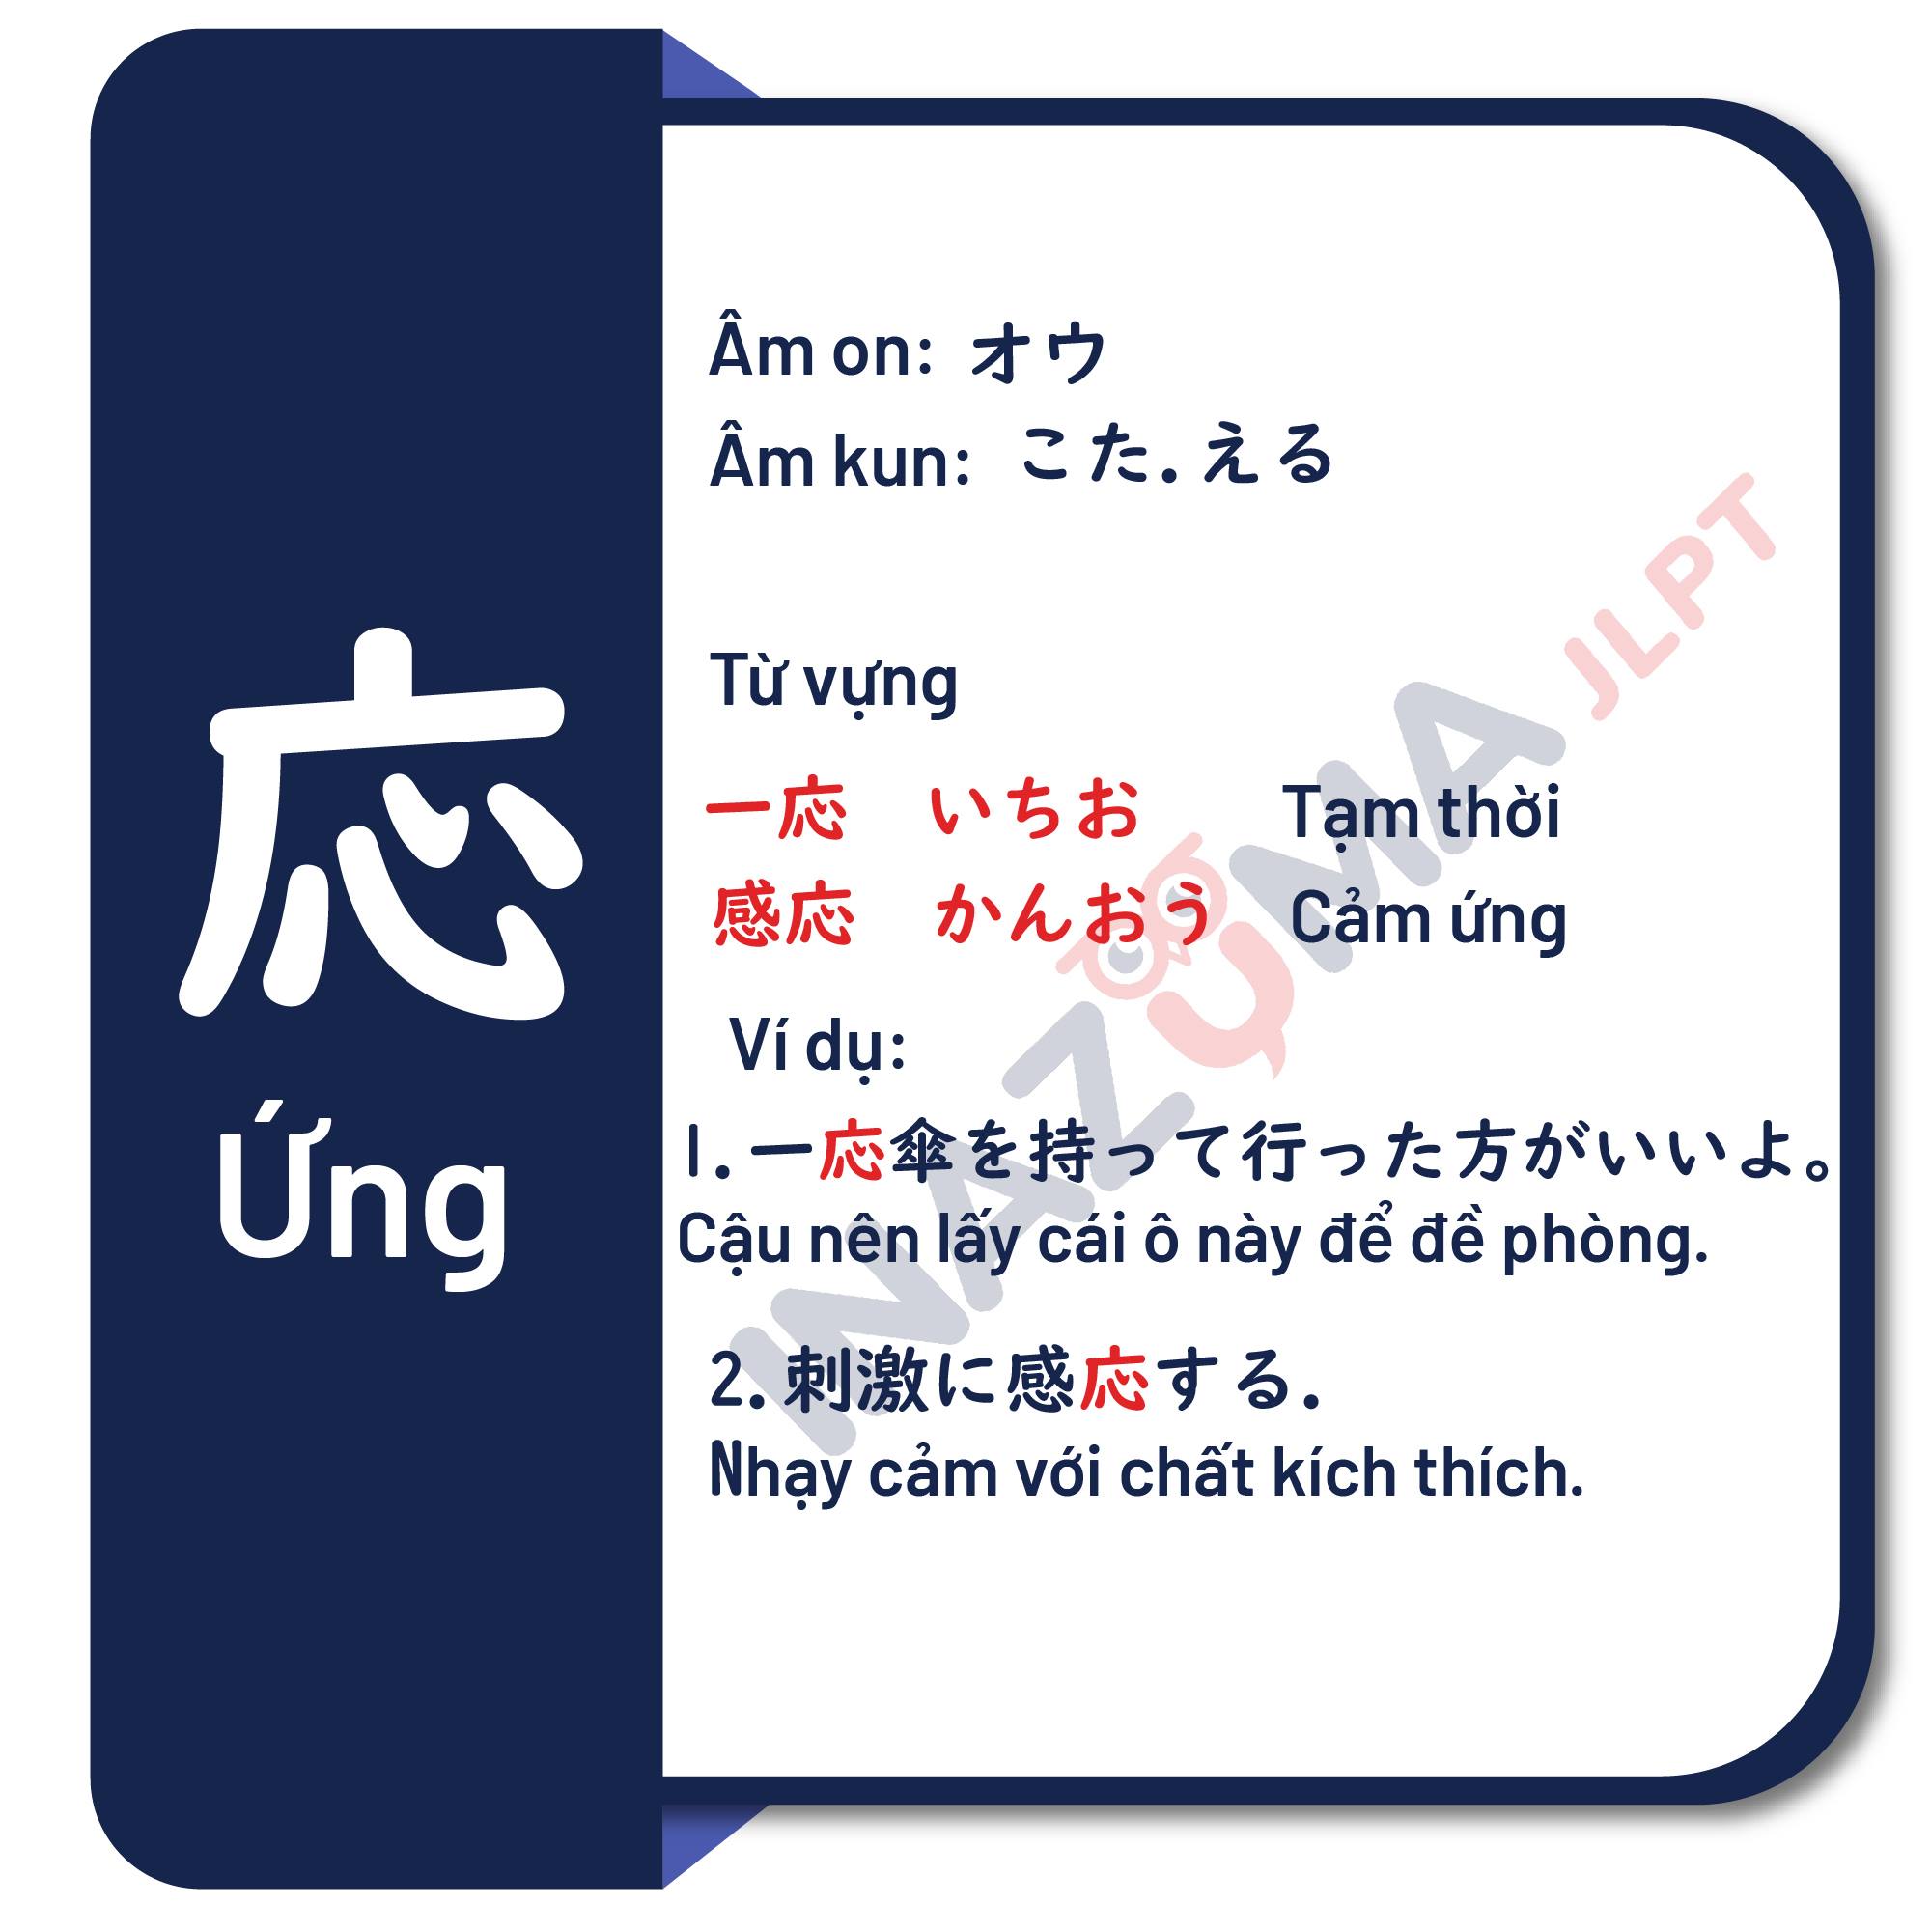 応
Ứng
Âm on: オウ
Âm kun: こた.える
Từ vựng
一応 いちお Tạm thời
感応 かんおう Cảm ứng
Ví dụ:
1. 一応傘を持って行った方がいいよ。
Cậu nên lấy cái ô này để đề phòng.
2. 刺激に感応する.
Nhạy cảm với chất kích thích.
INAZUMA JLPT